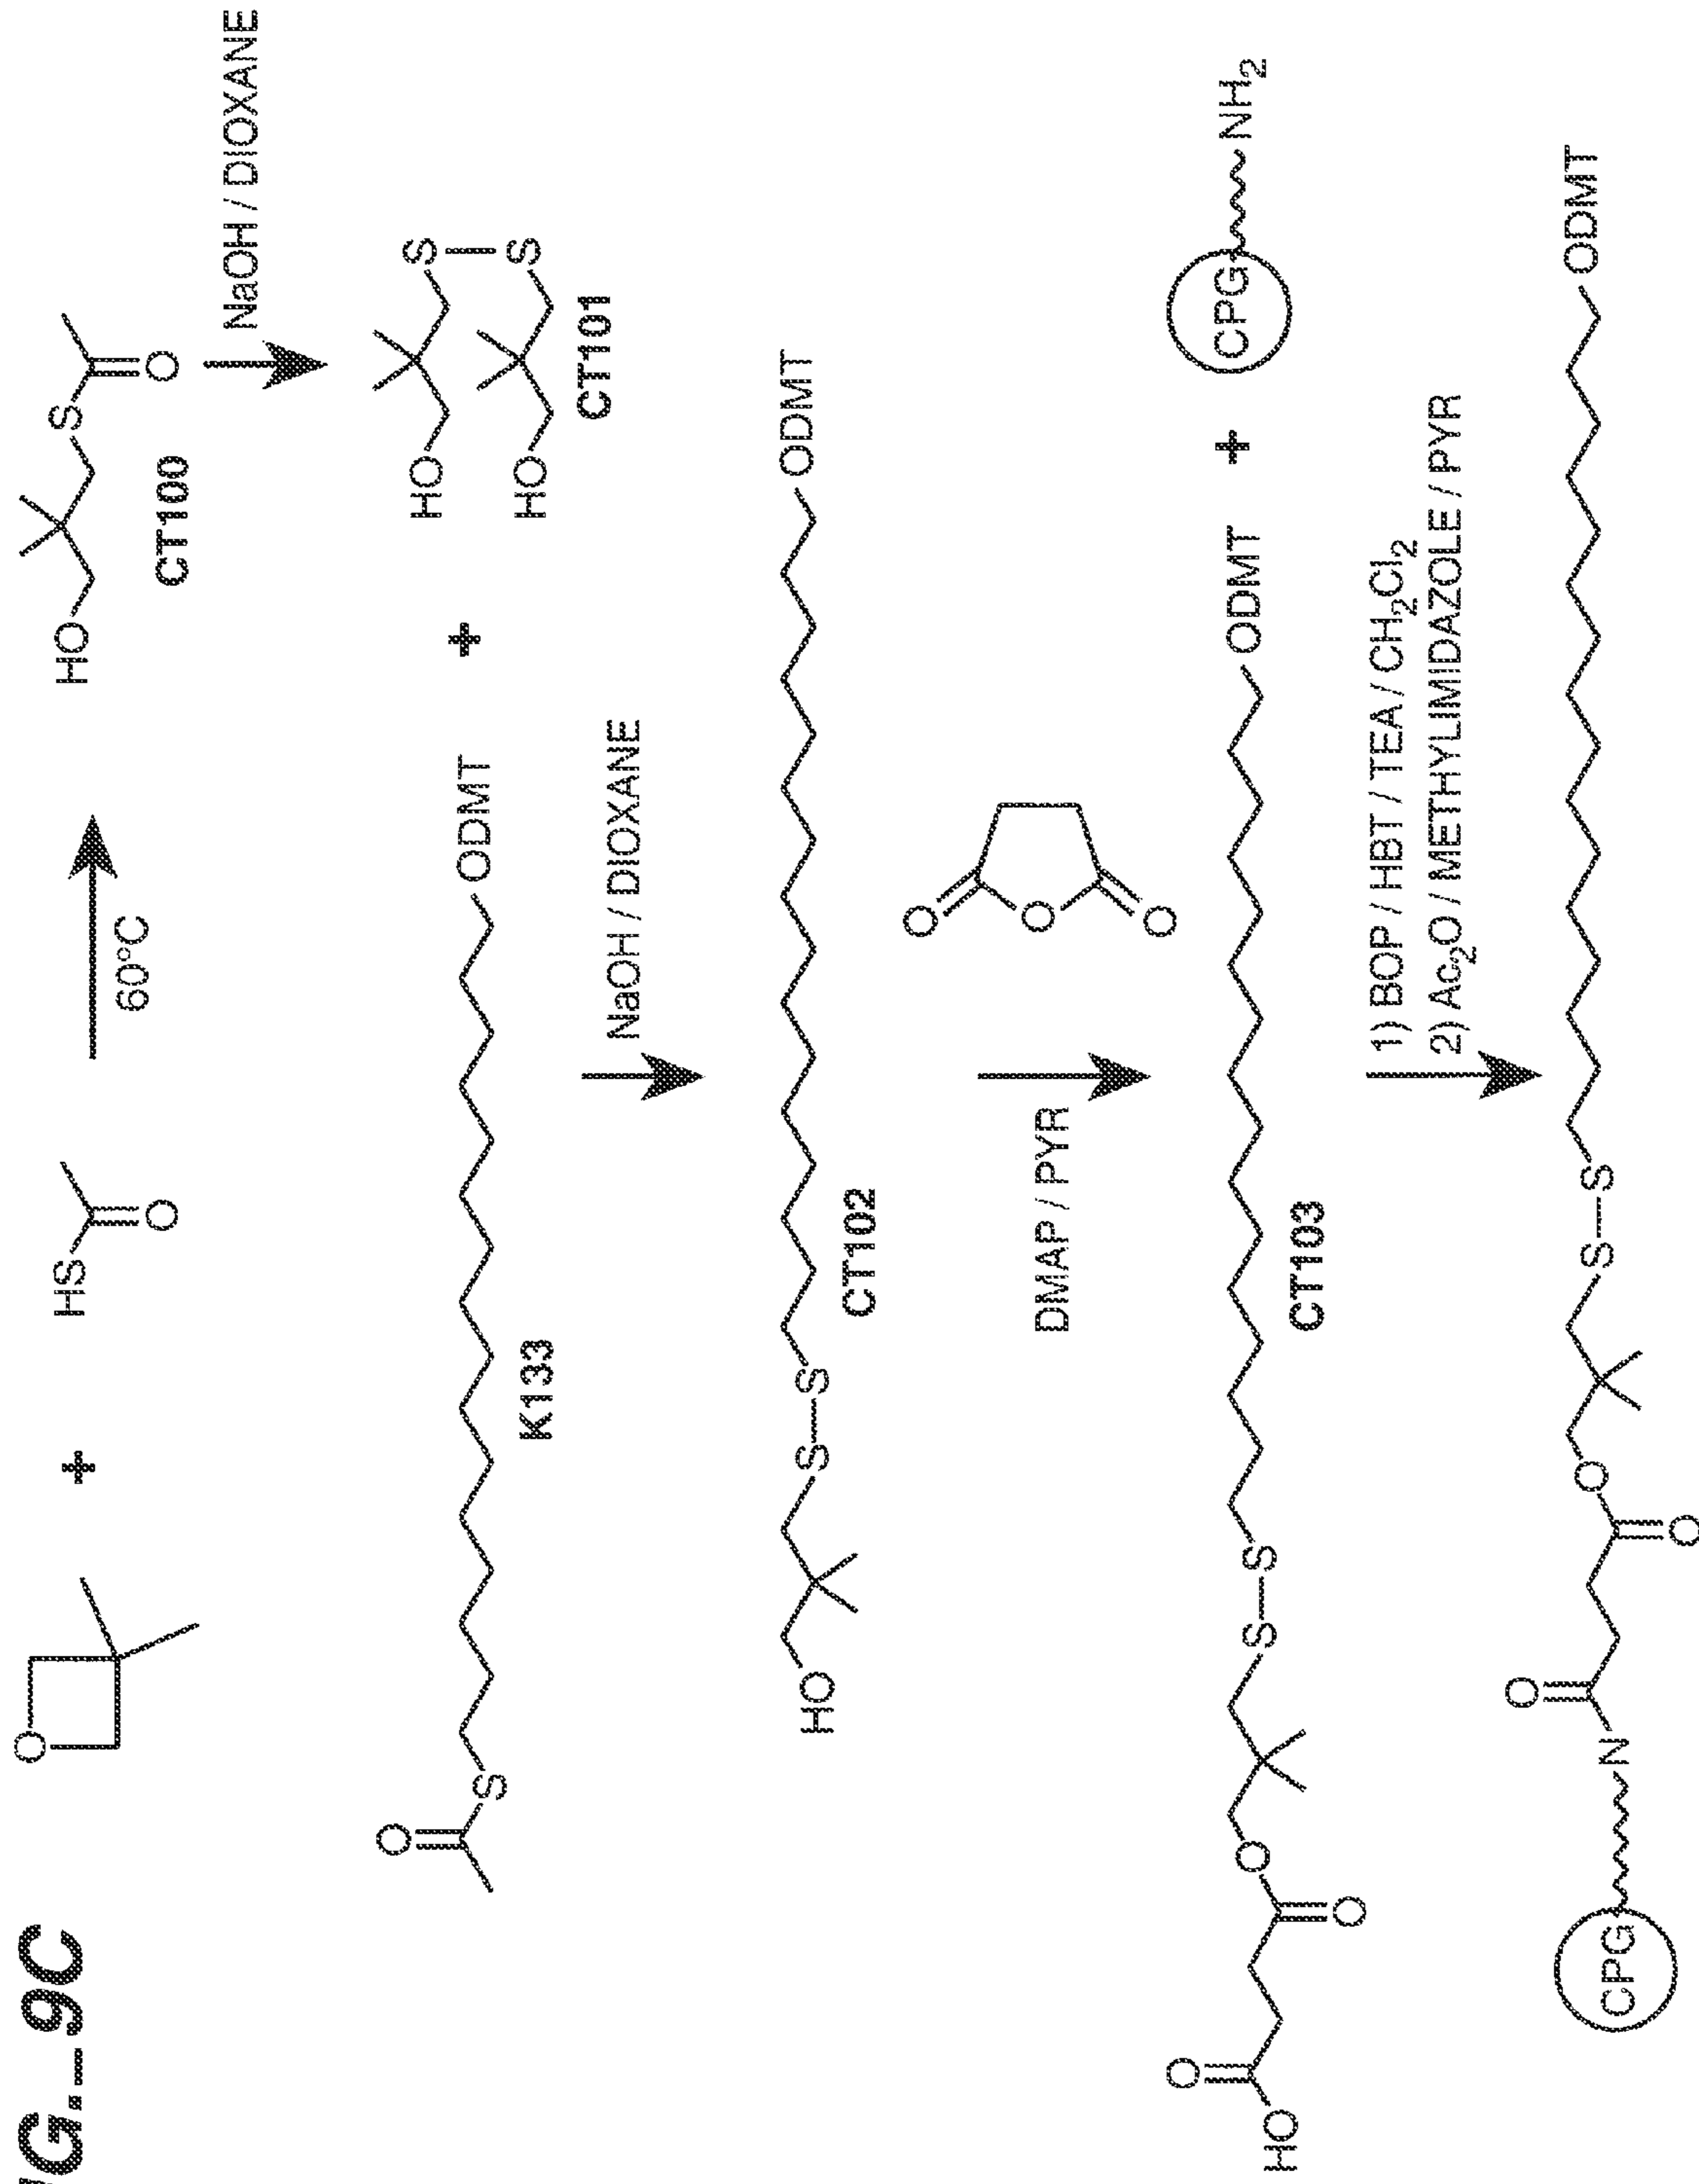 IG._9C
O
+
HS
O
60°C
HO
S
O
CT100
NaOH / DIOXANE
O
S
K133
ODMT
+
HO
S
HO
S
CT101
NaOH / DIOXANE
HO
S—S
CT102
ODMT
DMAP / PYR
O
O
O
O
HO
O
O
S—S
CT103
ODMT
+
CPG
NH2
1) BOP / HBT / TEA / CH2Cl2
2) Ac2O / METHYLIMIDAZOLE / PYR
CPG
N
O
O
O
S—S
ODMT